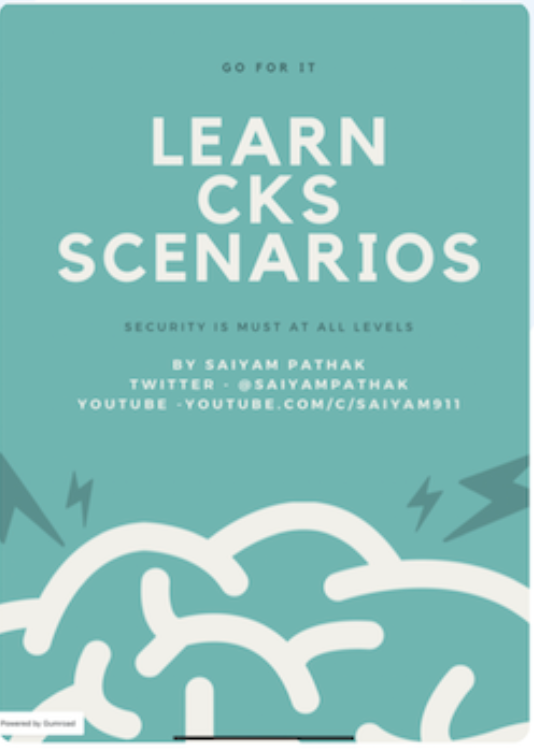 GO FOR IT
LEARN
CKS
SCENARIOS
SECURITY IS MUST AT ALL LEVELS
BY SAIYAM PATHAK
TWITTER - @SAIYAMPATHAK
YOUTUBE -YOUTUBE.COM/C/SAIYAM911
Powered by Gumroad